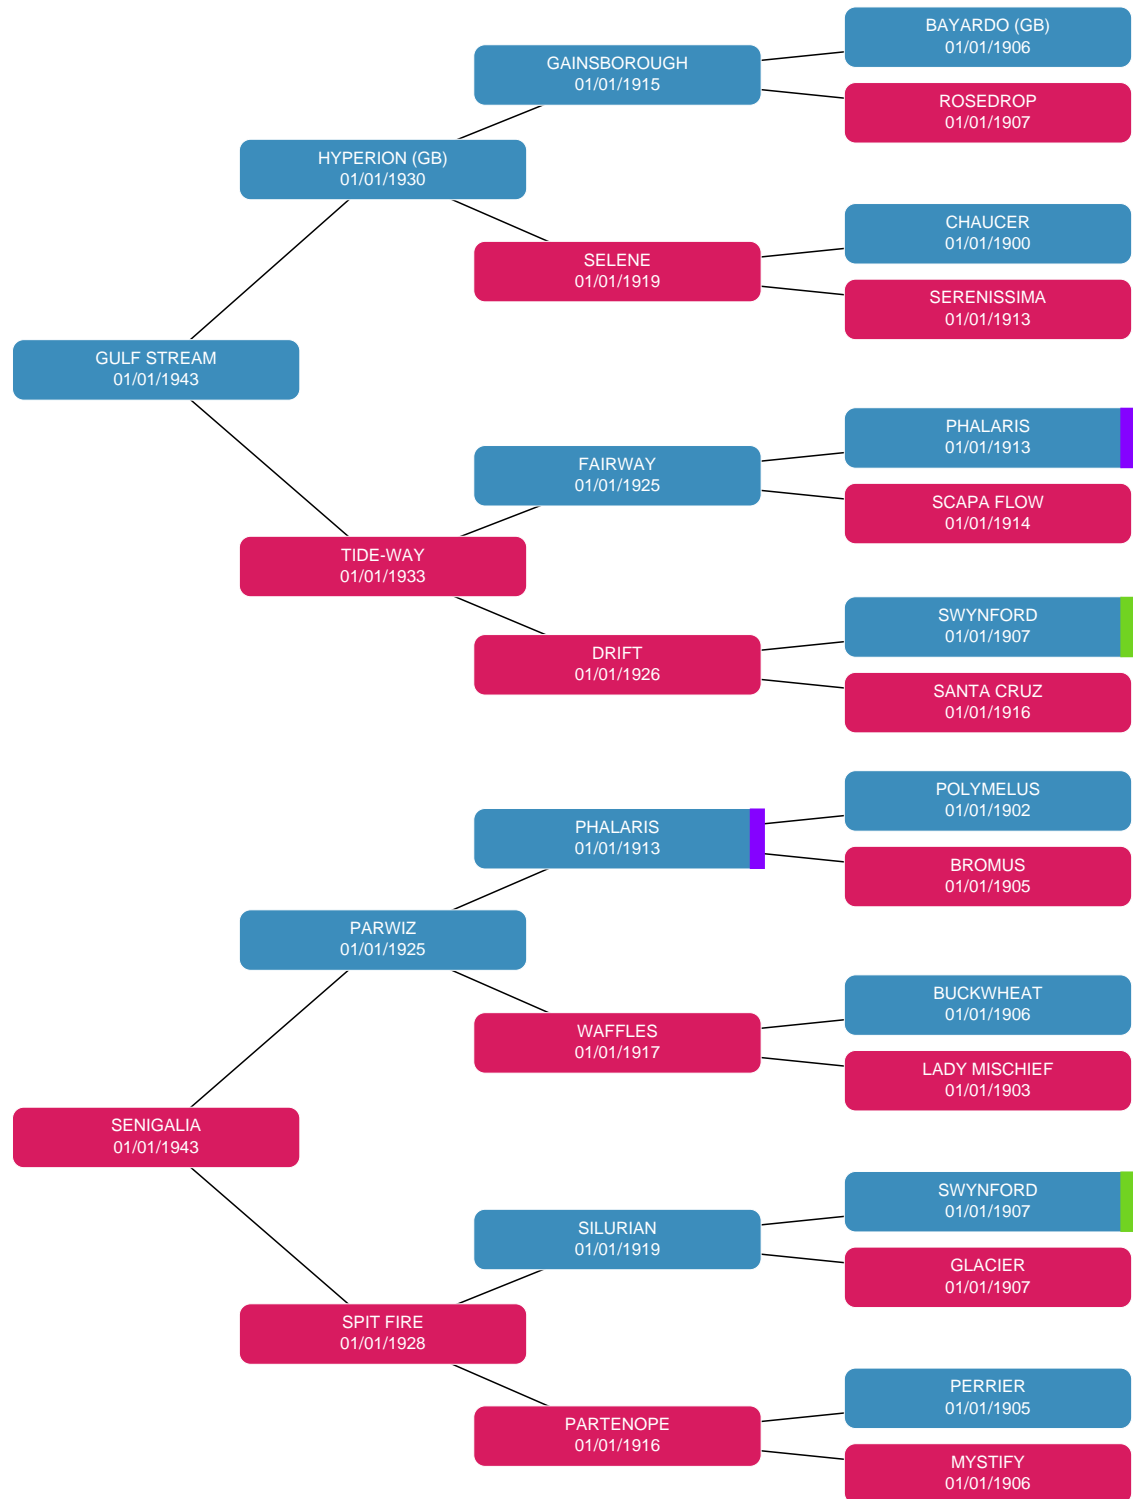 BAYARDO (GB)
01/01/1906
GAINSBOROUGH
01/01/1915
ROSEDROP
01/01/1907
HYPERION (GB)
01/01/1930
CHAUCER
01/01/1900
SELENE
01/01/1919
SERENISSIMA
01/01/1913
GULF STREAM
01/01/1943
PHALARIS
01/01/1913
FAIRWAY
01/01/1925
SCAPA FLOW
01/01/1914
TIDE-WAY
01/01/1933
SWYNFORD
01/01/1907
DRIFT
01/01/1926
SANTA CRUZ
01/01/1916
POLYMELUS
01/01/1902
PHALARIS
01/01/1913
BROMUS
01/01/1905
PARWIZ
01/01/1925
BUCKWHEAT
01/01/1906
WAFFLES
01/01/1917
LADY MISCHIEF
01/01/1903
SENIGALIA
01/01/1943
SWYNFORD
01/01/1907
SILURIAN
01/01/1919
GLACIER
01/01/1907
SPIT FIRE
01/01/1928
PERRIER
01/01/1905
PARTENOPE
01/01/1916
MYSTIFY
01/01/1906